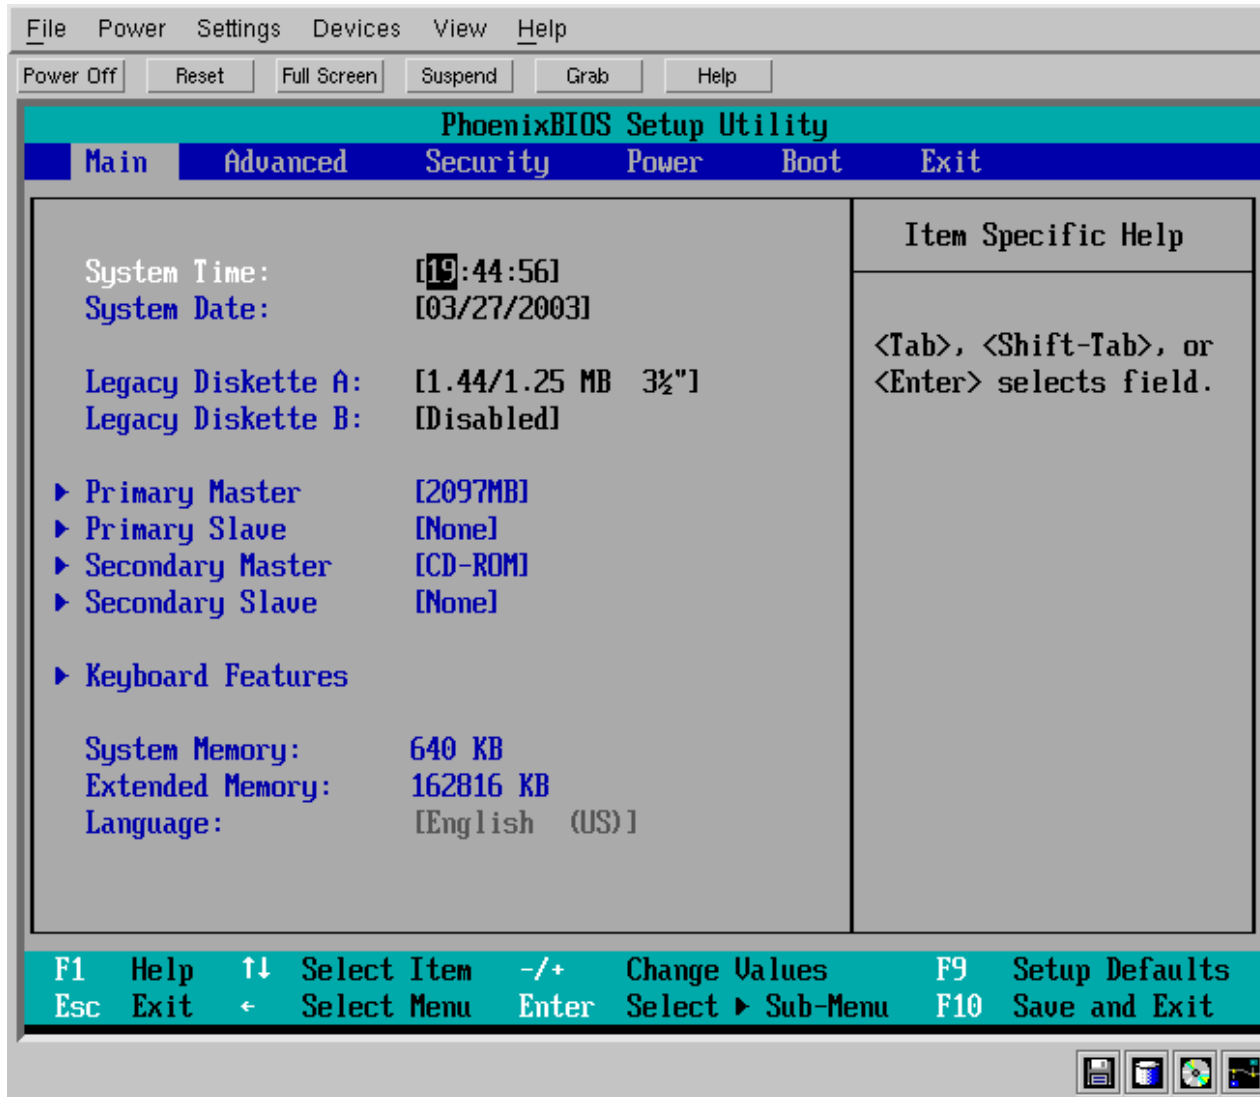 File Power Settings Devices View Help
Power Off Reset Full Screen Suspend Grab Help
PhoenixBIOS Setup Utility
Main Advanced Security Power Boot Exit
Item Specific Help
System Time: [19:44:56]
System Date: [03/27/2003]
<Tab>, <Shift-Tab>, or
<Enter> selects field.
Legacy Diskette A: [1.44/1.25 MB 3½"]
Legacy Diskette B: [Disabled]
Primary Master [2097MB]
Primary Slave [None]
Secondary Master [CD-ROM]
Secondary Slave [None]
Keyboard Features
System Memory: 640 KB
Extended Memory: 162816 KB
Language: [English (US)]
F1 Help ↑↓ Select Item -/+ Change Values F9 Setup Defaults
Esc Exit ← Select Menu Enter Select ▶ Sub-Menu F10 Save and Exit